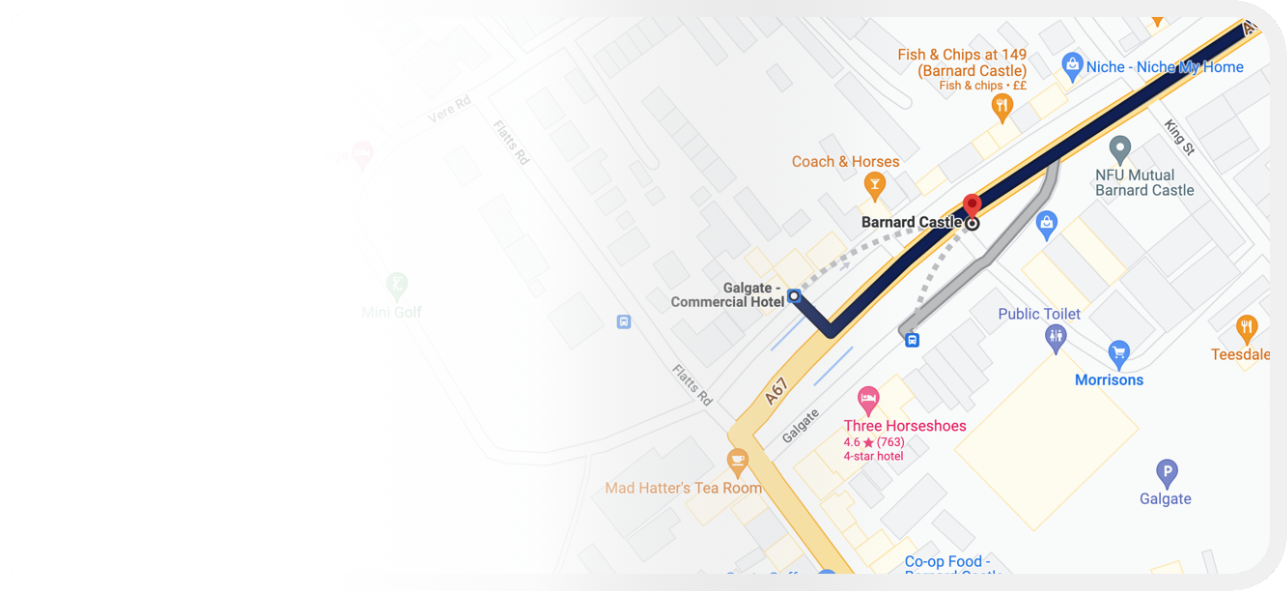 Fish & Chips at 149
(Barnard Castle)
Fish & chips • ££
Niche - Niche My Home
Vere Rd
Flatts Rd
King St
Coach & Horses
NFU Mutual
Barnard Castle
Barnard Castle
Galgate -
Commercial Hotel
Mini Golf
Public Toilet
Teesdale
Morrisons
Flatts Rd
A67
Galgate
Three Horseshoes
4.6 ★ (763)
4-star hotel
Mad Hatter's Tea Room
P
Galgate
Co-op Food -
Barnard Castle